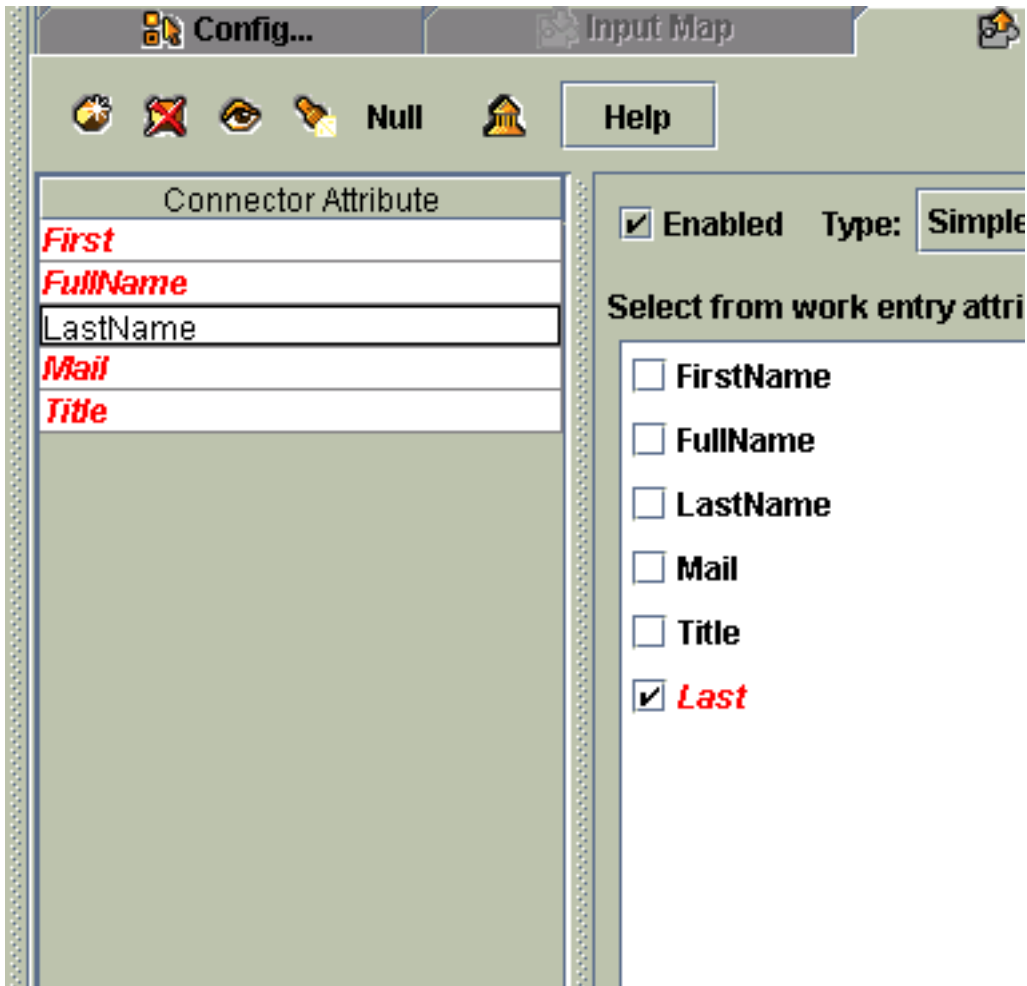 Config... Input Map
Null Help
Connector Attribute
First
FullName
LastName
Mail
Title
Enabled Type: Simple
Select from work entry attri
FirstName
FullName
LastName
Mail
Title
Last